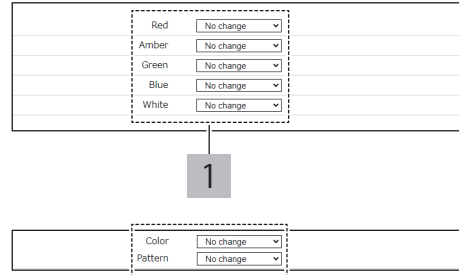 Red No change
Amber No change
Green No change
Blue No change
White No change
1
Color No change
Pattern No change